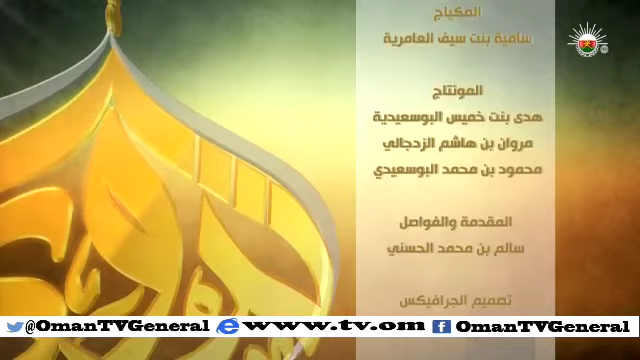 المكياج
سامية بنت سيف العامرية
المونتاج
هدى بنت خميس البوسعيدية
مروان بن هاشم الزدجالي
محمود بن محمد البوسعيدي
المقدمة والفواصل
سالم بن محمد الحسني
تصميم الجرافيكس
@OmanTVGeneral www.tv.om OmanTVGeneral